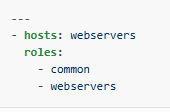 ---
- hosts: webservers
  roles:
    - common
    - webservers